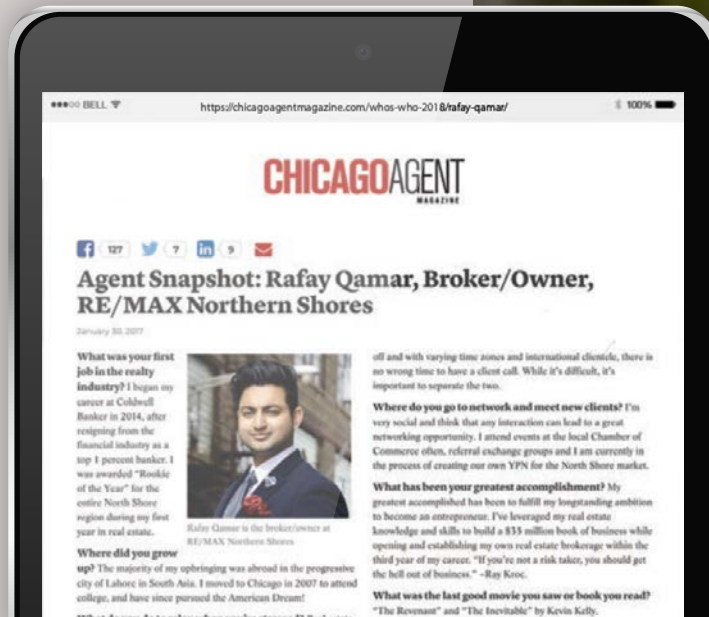 BELL
https://chicagoagentmagazine.com/whos-who-2018/rafay-qamar/
100%
CHICAGOAGENT
MAGAZINE
127
7
in
9
Agent Snapshot: Rafay Qamar, Broker/Owner,
RE/MAX Northern Shores
January 30, 2017
What was your first
job in the realty
industry? I began my
career at Coldwell
Banker in 2014, after
resigning from the
financial industry as a
top 1 percent banker. I
was awarded "Rookie
of the Year" for the
entire North Shore
region during my first
year in real estate.
Rafay Qamar is the broker/owner at
RE/MAX Northern Shores
Where did you grow
up? The majority of my upbringing was abroad in the progressive
city of Lahore in South Asia. I moved to Chicago in 2007 to attend
college, and have since pursued the American Dream!
off and with varying time zones and international clientele, there is
no wrong time to have a client call. While it's difficult, it's
important to separate the two.
Where do you go to network and meet new clients? I'm
very social and think that any interaction can lead to a great
networking opportunity. I attend events at the local Chamber of
Commerce often, referral exchange groups and I am currently in
the process of creating our own YPN for the North Shore market.
What has been your greatest accomplishment? My
greatest accomplished has been to fulfill my longstanding ambition
to become an entrepreneur. I've leveraged my real estate
knowledge and skills to build a $35 million book of business while
opening and establishing my own real estate brokerage within the
third year of my career. "If you're not a risk taker, you should get
the hell out of business." ~Ray Kroc.
What was the last good movie you saw or book you read?
"The Revenant" and "The Inevitable" by Kevin Kelly.